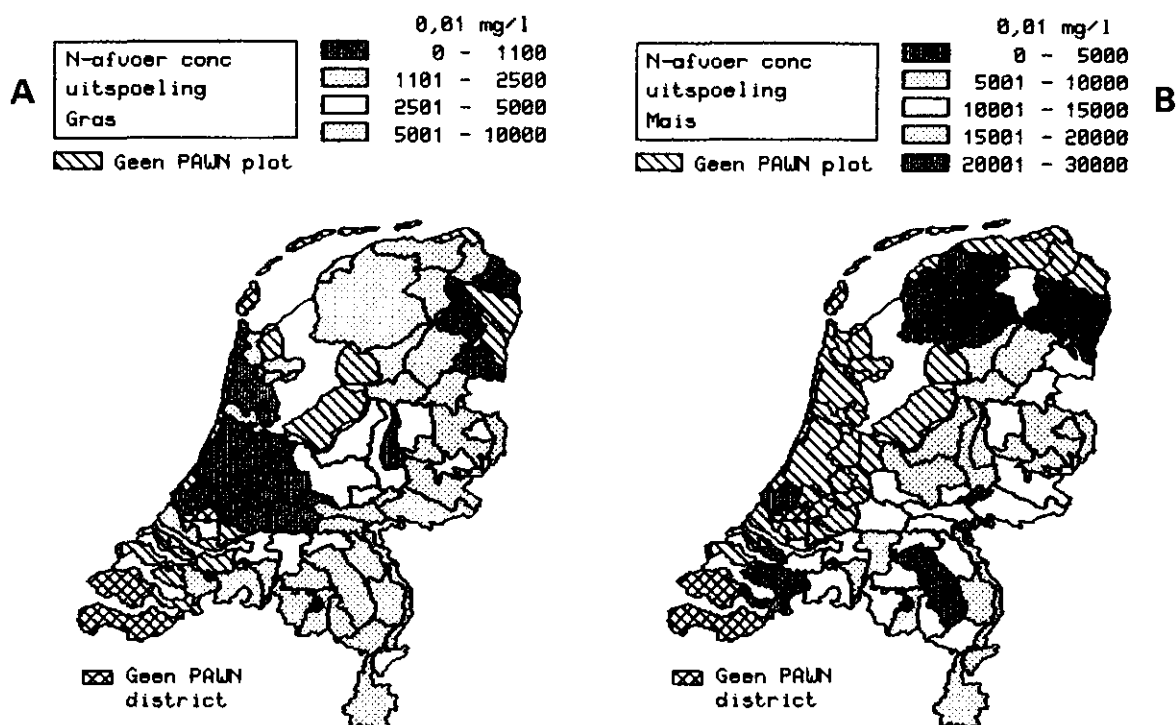 A
N-afvoer conc
uitspoeling
Gras
Geen PAWN plot
0,01 mg/l
0 - 1100
1101 - 2500
2501 - 5000
5001 - 10000
Geen PAWN
district
N-afvoer conc
uitspoeling
Mais
Geen PAWN plot
0,01 mg/l
0 - 5000
5001 - 10000
10001 - 15000
15001 - 20000
20001 - 30000
B
Geen PAWN
district